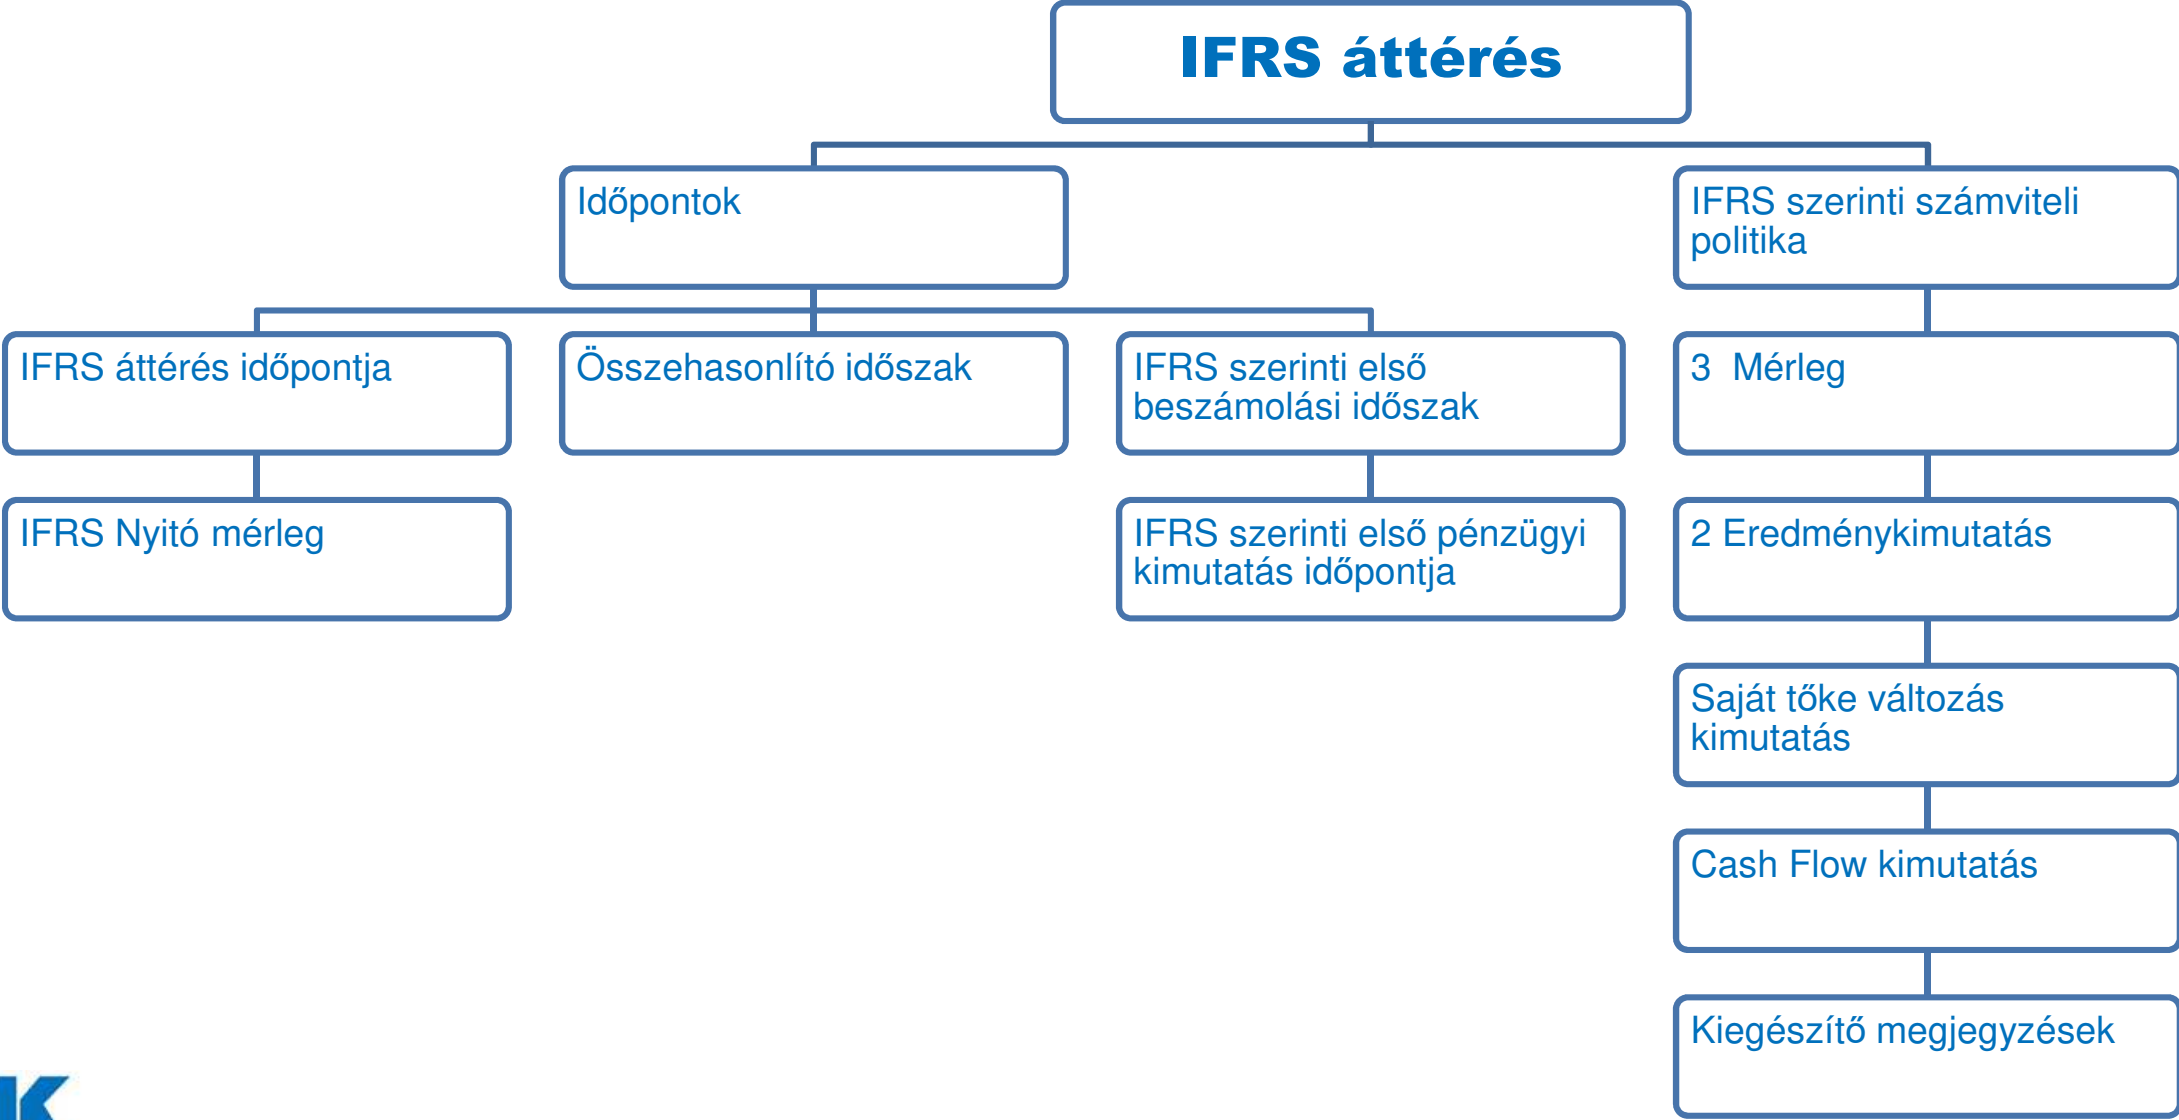 IFRS áttérés
Időpontok
IFRS szerinti számviteli
politika
IFRS áttérés időpontja
Összehasonlító időszak
IFRS szerinti első
beszámolási időszak
3 Mérleg
IFRS Nyitó mérleg
IFRS szerinti első pénzügyi
kimutatás időpontja
2 Eredménykimutatás
Saját tőke változás
kimutatás
Cash Flow kimutatás
Kiegészítő megjegyzések